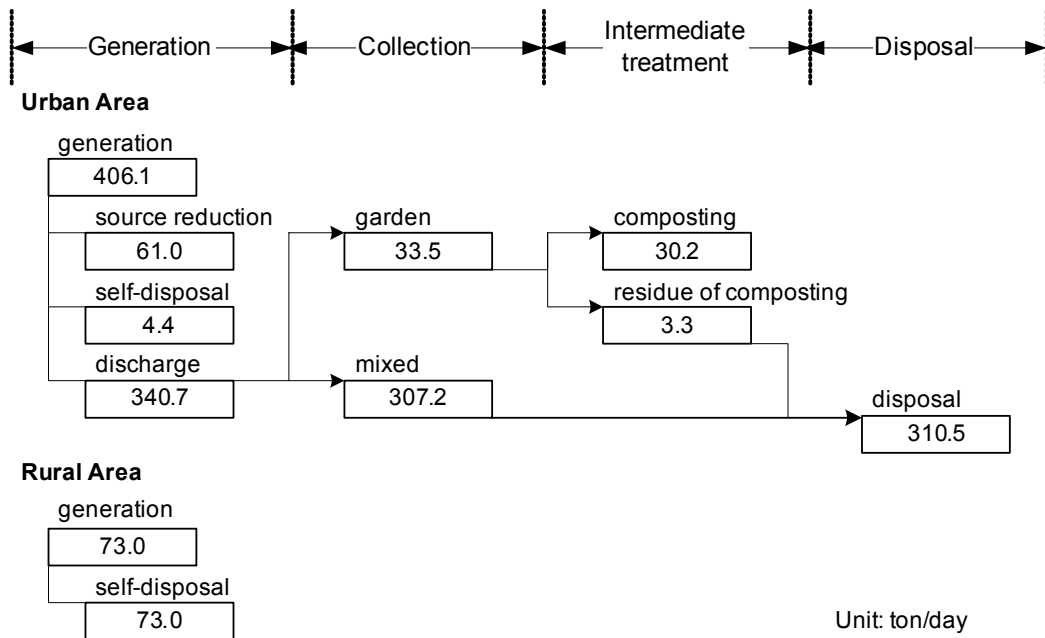 Generation
Collection
Intermediate
treatment
Disposal
Urban Area
generation
406.1
source reduction
garden
composting
61.0
33.5
30.2
self-disposal
residue of composting
4.4
3.3
discharge
mixed
340.7
307.2
disposal
310.5
Rural Area
generation
73.0
self-disposal
73.0
Unit: ton/day